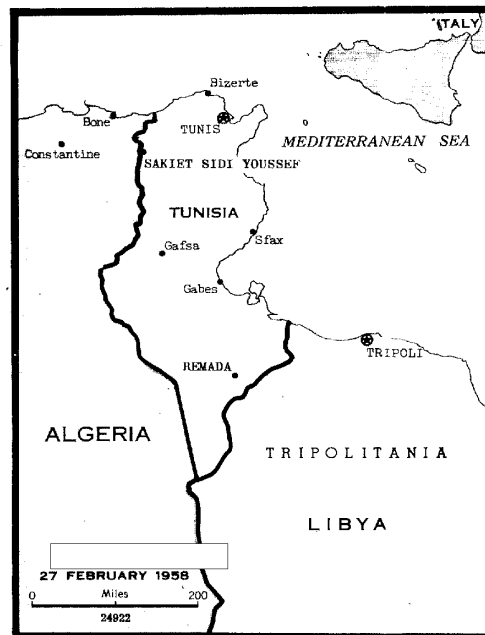 ITALY
Bizerte
Bone
TUNIS
MEDITERRANEAN SEA
Constantine
SAKIET SIDI YOUSSEF
TUNISIA
Sfax
Gafsa
Gabes
TRIPOLI
REMADA
ALGERIA
TRIPOLITANIA
LIBYA
27 FEBRUARY 1958
0 Miles 200
24922